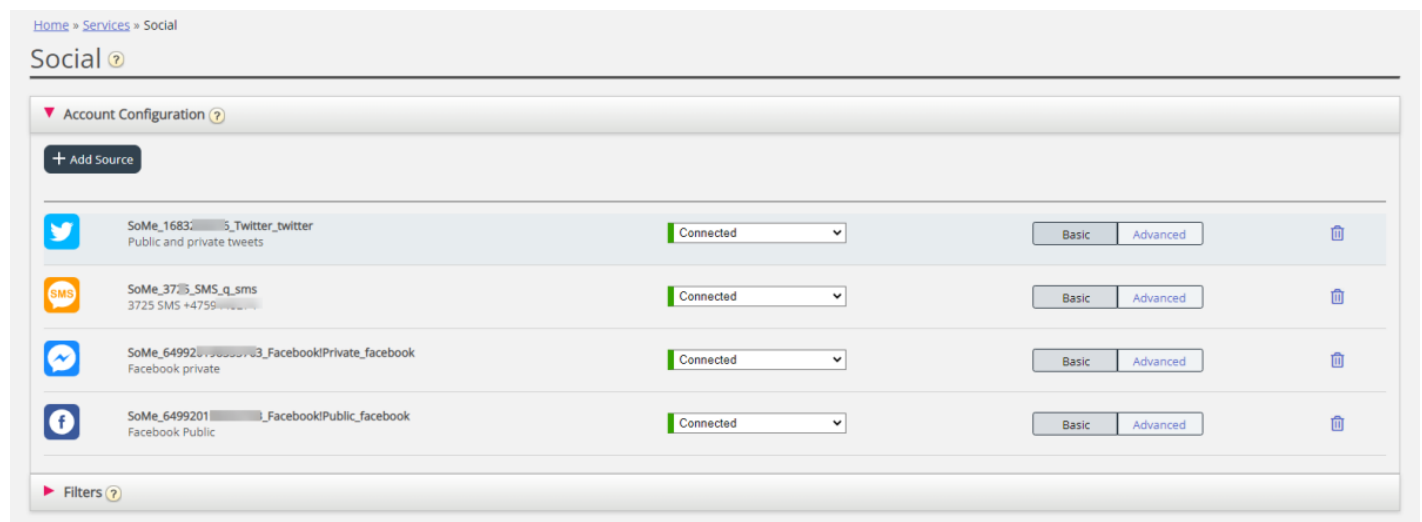 Home » Services » Social
Social ?
Account Configuration ?
+ Add Source
SoMe_1683 5_Twitter_twitter
Public and private tweets
Connected
Basic Advanced
SMS
SoMe_37 5_SMS_q_sms
3725 SMS +4759
Connected
Basic Advanced
SoMe_64992 3_Facebook!Private_facebook
Facebook private
Connected
Basic Advanced
f
SoMe_6499201 _Facebook!Public_facebook
Facebook Public
Connected
Basic Advanced
Filters ?